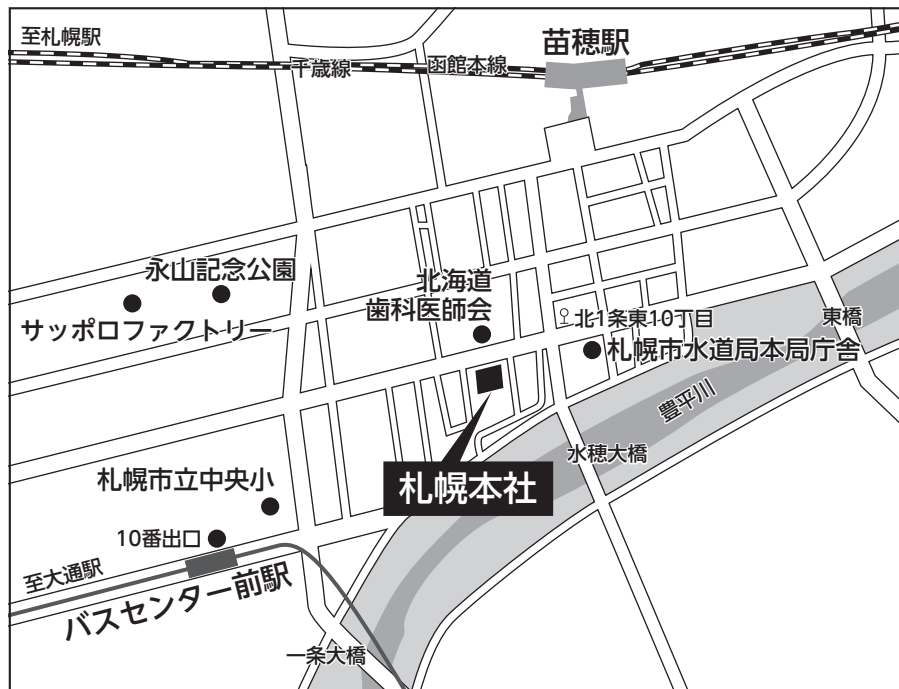 至札幌駅
苗穂駅
千歳線
函館本線
永山記念公園
サッポロファクトリー
北海道
歯科医師会
北1条東10丁目
東橋
札幌市水道局本局庁舎
豊平川
水穂大橋
札幌市立中央小
札幌本社
10番出口
至大通駅
バスセンター前駅
一条大橋